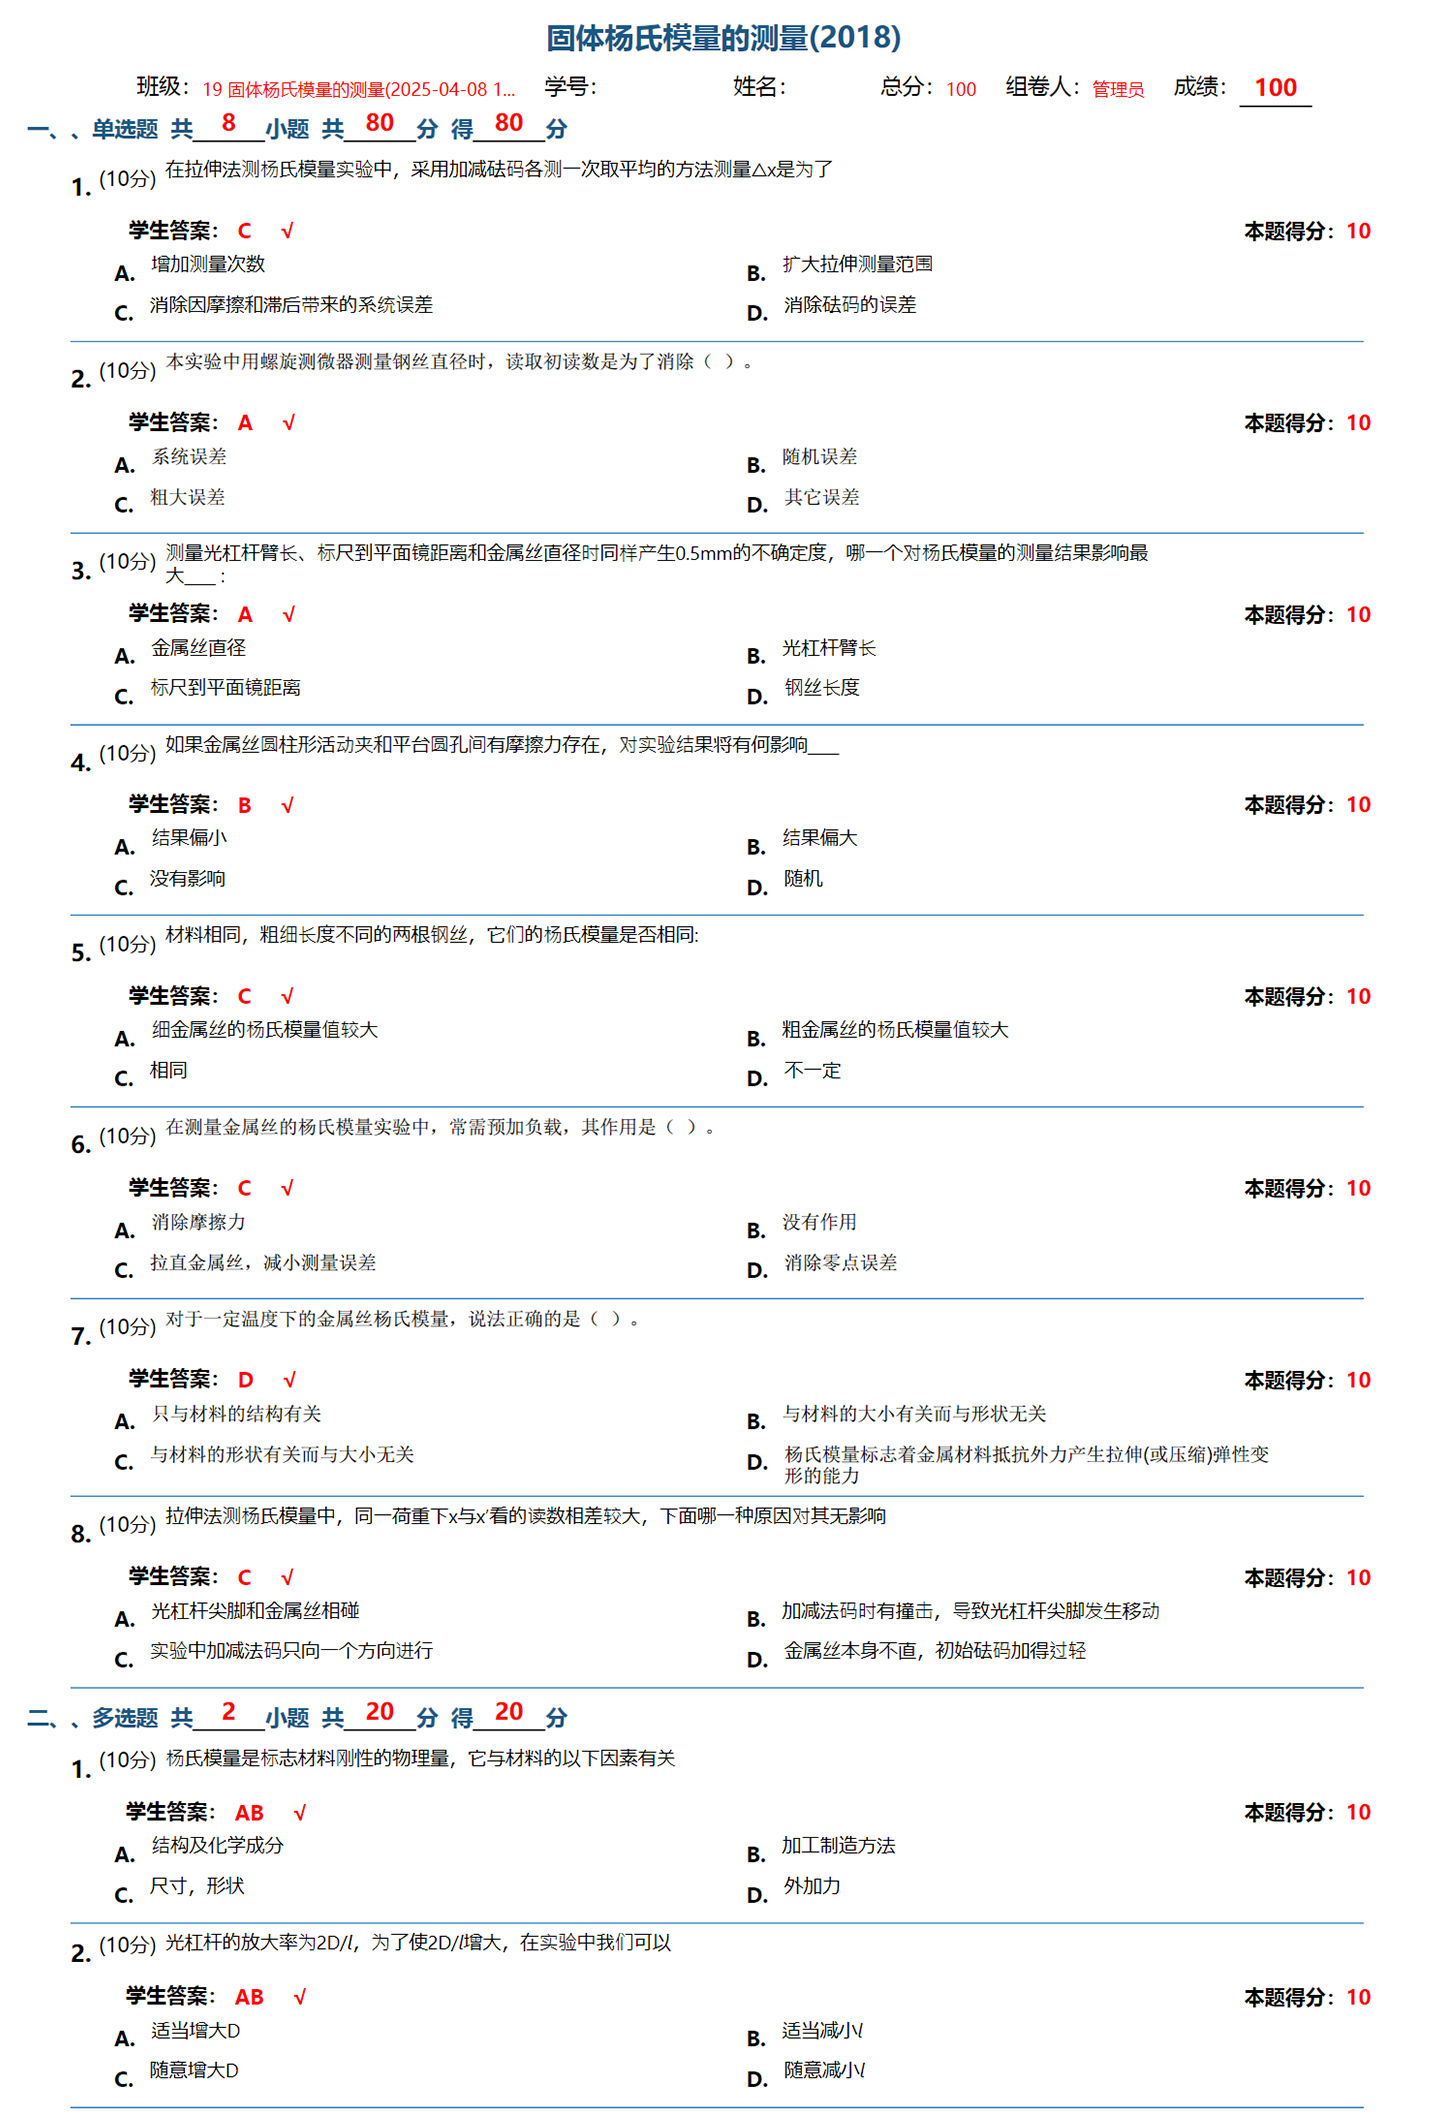 固体杨氏模量的测量(2018)
班级：19 固体杨氏模量的测量(2025-04-08 1... 学号： 姓名： 总分：100 组卷人：管理员 成绩：100
一、、单选题 共 8 小题 共 80 分 得 80 分
1. (10分) 在拉伸法测杨氏模量实验中，采用加减砝码各测一次取平均的方法测量△x是为了
学生答案： C √ 本题得分：10
A. 增加测量次数 B. 扩大拉伸测量范围
C. 消除因摩擦和滞后带来的系统误差 D. 消除砝码的误差
2. (10分) 本实验中用螺旋测微器测量钢丝直径时，读取初读数是为了消除（ ）。
学生答案： A √ 本题得分：10
A. 系统误差 B. 随机误差
C. 粗大误差 D. 其它误差
3. (10分) 测量光杠杆臂长、标尺到平面镜距离和金属丝直径时同样产生0.5mm的不确定度，哪一个对杨氏模量的测量结果影响最
大___：
学生答案： A √ 本题得分：10
A. 金属丝直径 B. 光杠杆臂长
C. 标尺到平面镜距离 D. 钢丝长度
4. (10分) 如果金属丝圆柱形活动夹和平台圆孔间有摩擦力存在，对实验结果将有何影响___
学生答案： B √ 本题得分：10
A. 结果偏小 B. 结果偏大
C. 没有影响 D. 随机
5. (10分) 材料相同，粗细长度不同的两根钢丝，它们的杨氏模量是否相同:
学生答案： C √ 本题得分：10
A. 细金属丝的杨氏模量值较大 B. 粗金属丝的杨氏模量值较大
C. 相同 D. 不一定
6. (10分) 在测量金属丝的杨氏模量实验中，常需预加负载，其作用是（ ）。
学生答案： C √ 本题得分：10
A. 消除摩擦力 B. 没有作用
C. 拉直金属丝，减小测量误差 D. 消除零点误差
7. (10分) 对于一定温度下的金属丝杨氏模量，说法正确的是（ ）。
学生答案： D √ 本题得分：10
A. 只与材料的结构有关 B. 与材料的大小有关而与形状无关
C. 与材料的形状有关而与大小无关 D. 杨氏模量标志着金属材料抵抗外力产生拉伸(或压缩)弹性变
形的能力
8. (10分) 拉伸法测杨氏模量中，同一荷重下x与x′看的读数相差较大，下面哪一种原因对其无影响
学生答案： C √ 本题得分：10
A. 光杠杆尖脚和金属丝相碰 B. 加减法码时有撞击，导致光杠杆尖脚发生移动
C. 实验中加减法码只向一个方向进行 D. 金属丝本身不直，初始砝码加得过轻
二、、多选题 共 2 小题 共 20 分 得 20 分
1. (10分) 杨氏模量是标志材料刚性的物理量，它与材料的以下因素有关
学生答案： AB √ 本题得分：10
A. 结构及化学成分 B. 加工制造方法
C. 尺寸，形状 D. 外加力
2. (10分) 光杠杆的放大率为2D/l，为了使2D/l增大，在实验中我们可以
学生答案： AB √ 本题得分：10
A. 适当增大D B. 适当减小l
C. 随意增大D D. 随意减小l